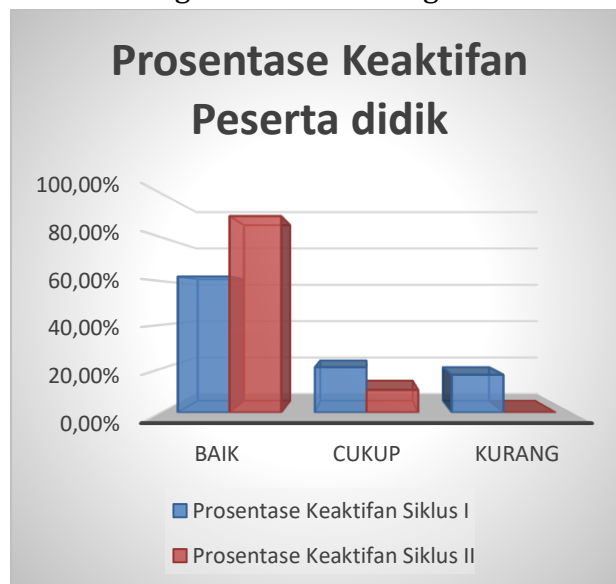 Prosentase Keaktifan
Peserta didik
100,00%
80,00%
60,00%
40,00%
20,00%
0,00%
BAIK CUKUP KURANG
Prosentase Keaktifan Siklus I
Prosentase Keaktifan Siklus II